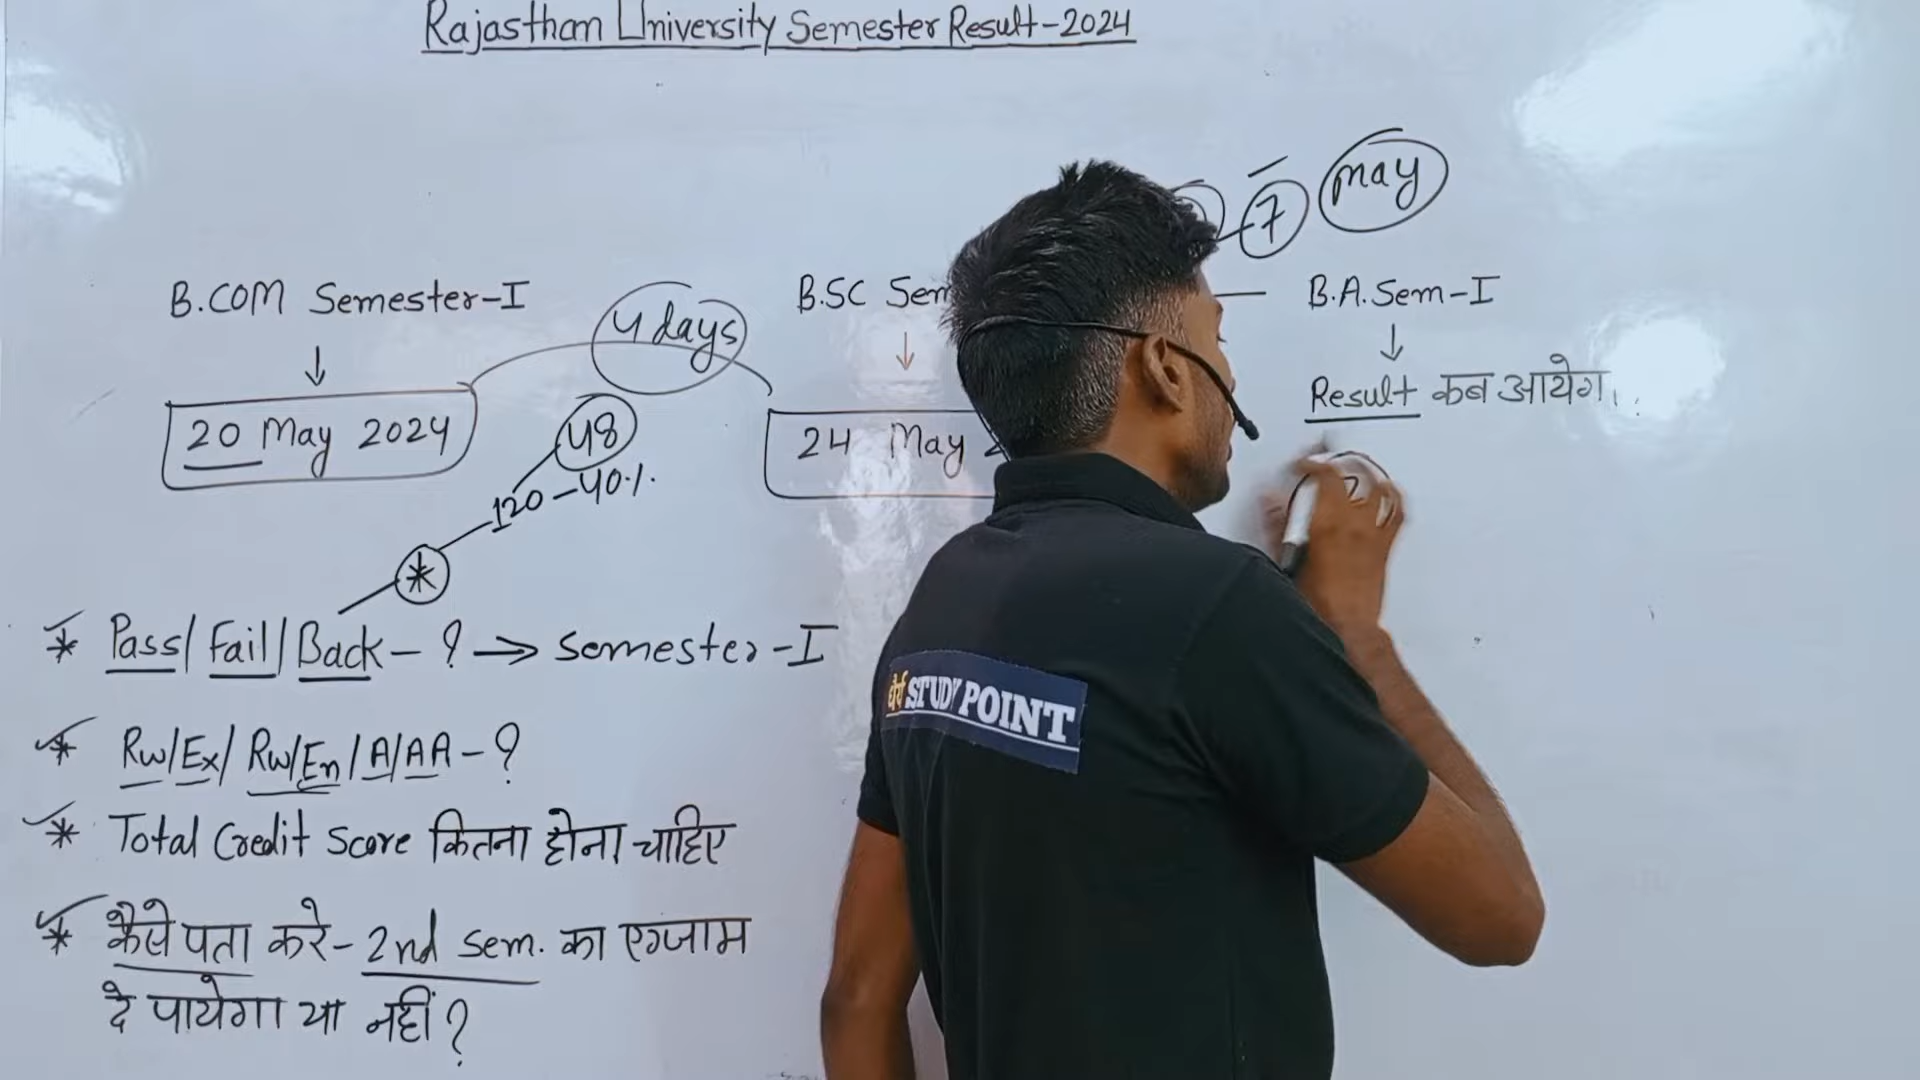 Rajasthan University Semester Result-2024
7 may
B.COM Semester-I
4 days
B.SC Sem
B.A.Sem-I
Result कब आयेगा
20 May 2024
48
24 May 2
120-40%
*
* Pass/Fail/Back-? → Semester-I
* Rw/Ex/Rw/En/A/AA-?
* Total Credit Score कितना होना चाहिए
* कैसे पता करे- 2nd sem. का एग्जाम
दे पायेगा या नहीं?
धैर्य STUDY POINT